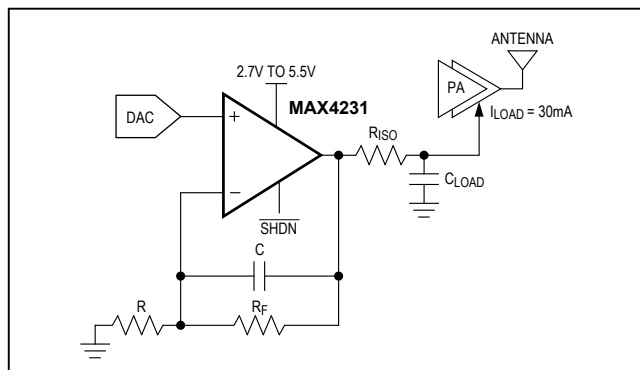 ANTENNA
2.7V TO 5.5V
PA
MAX4231
DAC
+
ILOAD = 30mA
RISO
−
CLOAD
SHDN
C
R
RF